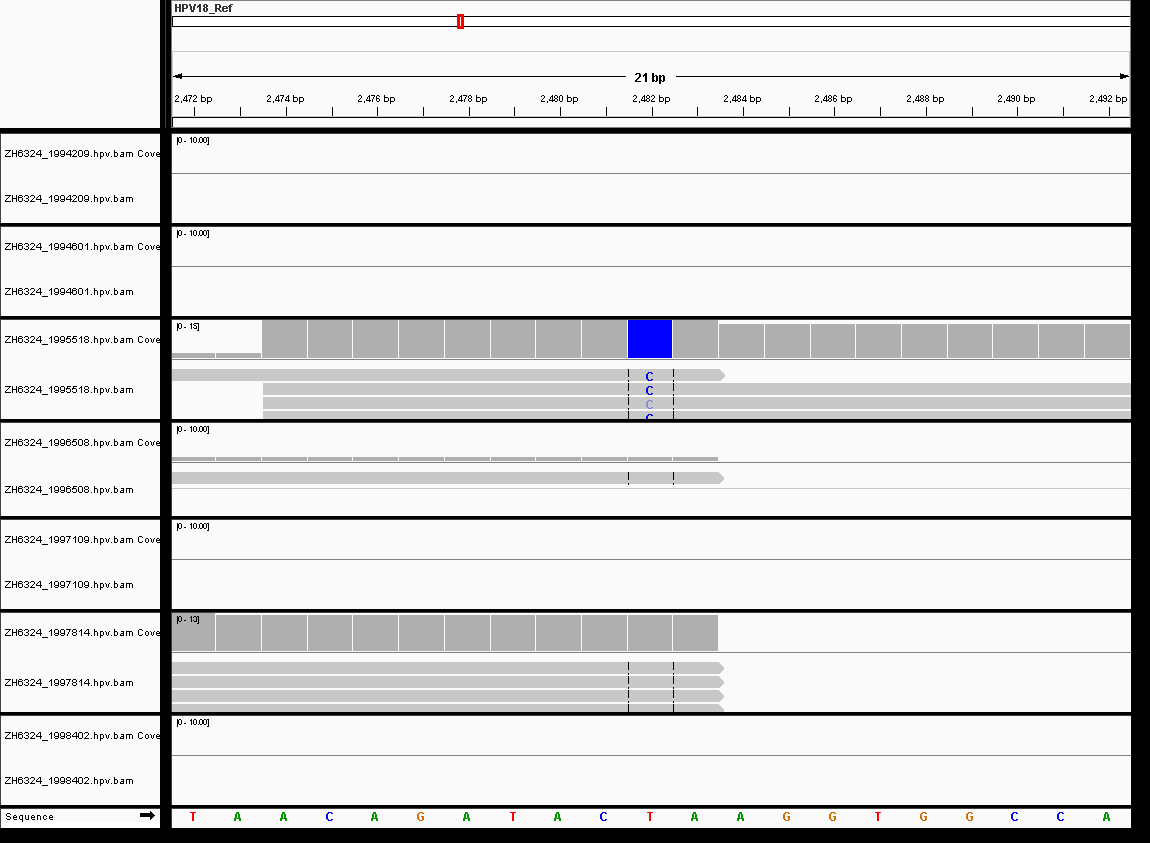 HPV18_Ref
21 bp
2,472 bp 2,474 bp 2,476 bp 2,478 bp 2,480 bp 2,482 bp 2,484 bp 2,486 bp 2,488 bp 2,490 bp 2,492 bp
[0 - 10.00]
ZH6324_1994209.hpv.bam Cove
ZH6324_1994209.hpv.bam
[0 - 10.00]
ZH6324_1994601.hpv.bam Cove
ZH6324_1994601.hpv.bam
[0 - 15]
ZH6324_1995518.hpv.bam Cove
C
ZH6324_1995518.hpv.bam C
C
C
[0 - 10.00]
ZH6324_1996508.hpv.bam Cove
ZH6324_1996508.hpv.bam
[0 - 10.00]
ZH6324_1997109.hpv.bam Cove
ZH6324_1997109.hpv.bam
[0 - 13]
ZH6324_1997814.hpv.bam Cove
ZH6324_1997814.hpv.bam
[0 - 10.00]
ZH6324_1998402.hpv.bam Cove
ZH6324_1998402.hpv.bam
Sequence T A A C A G A T A C T A A G G T G G C C A